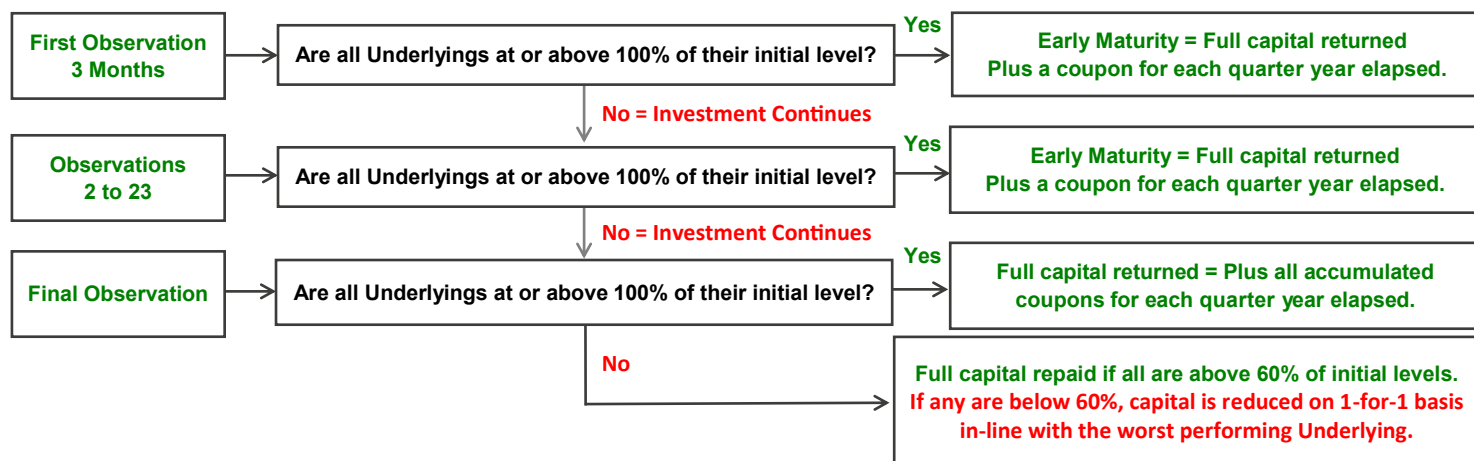 First Observation
3 Months
Are all Underlyings at or above 100% of their initial level?
Yes
Early Maturity = Full capital returned
Plus a coupon for each quarter year elapsed.
No = Investment Continues
Observations
2 to 23
Are all Underlyings at or above 100% of their initial level?
Yes
Early Maturity = Full capital returned
Plus a coupon for each quarter year elapsed.
No = Investment Continues
Final Observation
Are all Underlyings at or above 100% of their initial level?
Yes
Full capital returned = Plus all accumulated
coupons for each quarter year elapsed.
No
Full capital repaid if all are above 60% of initial levels.
If any are below 60%, capital is reduced on 1-for-1 basis
in-line with the worst performing Underlying.